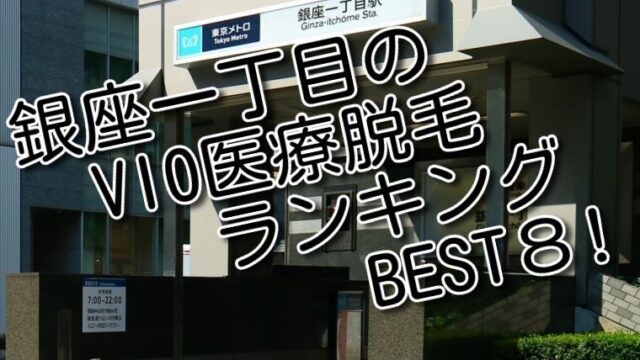 東京メトロ
Tokyo Metro
銀座一丁目駅
Ginza-itchōme Sta.
銀座一丁目の
VIO医療脱毛
ランキング
BEST８！
7:00~22:00